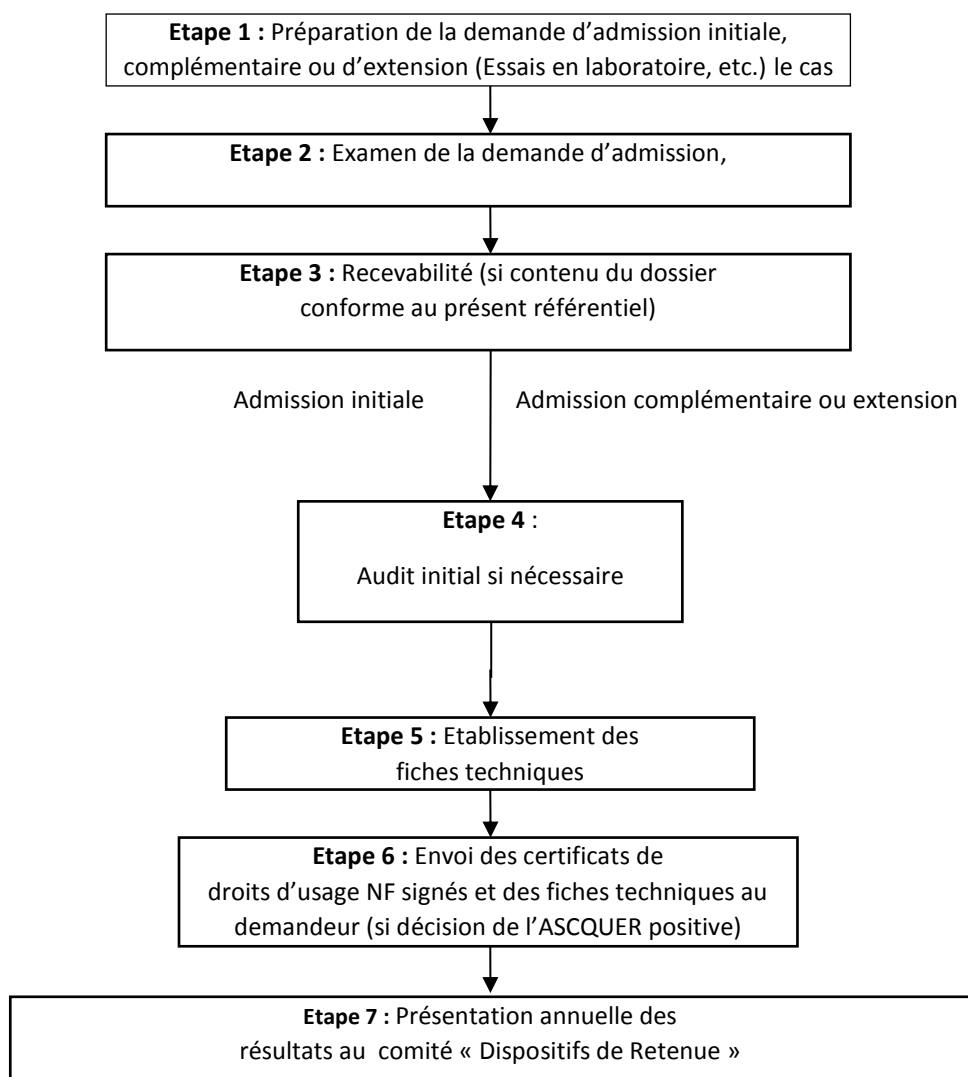 Etape 1 : Préparation de la demande d’admission initiale,
complémentaire ou d’extension (Essais en laboratoire, etc.) le cas
Etape 2 : Examen de la demande d’admission,
Etape 3 : Recevabilité (si contenu du dossier
conforme au présent référentiel)
Admission initiale
Admission complémentaire ou extension
Etape 4 :
Audit initial si nécessaire
Etape 5 : Etablissement des
fiches techniques
Etape 6 : Envoi des certificats de
droits d’usage NF signés et des fiches techniques au
demandeur (si décision de l’ASCQUER positive)
Etape 7 : Présentation annuelle des
résultats au comité « Dispositifs de Retenue »